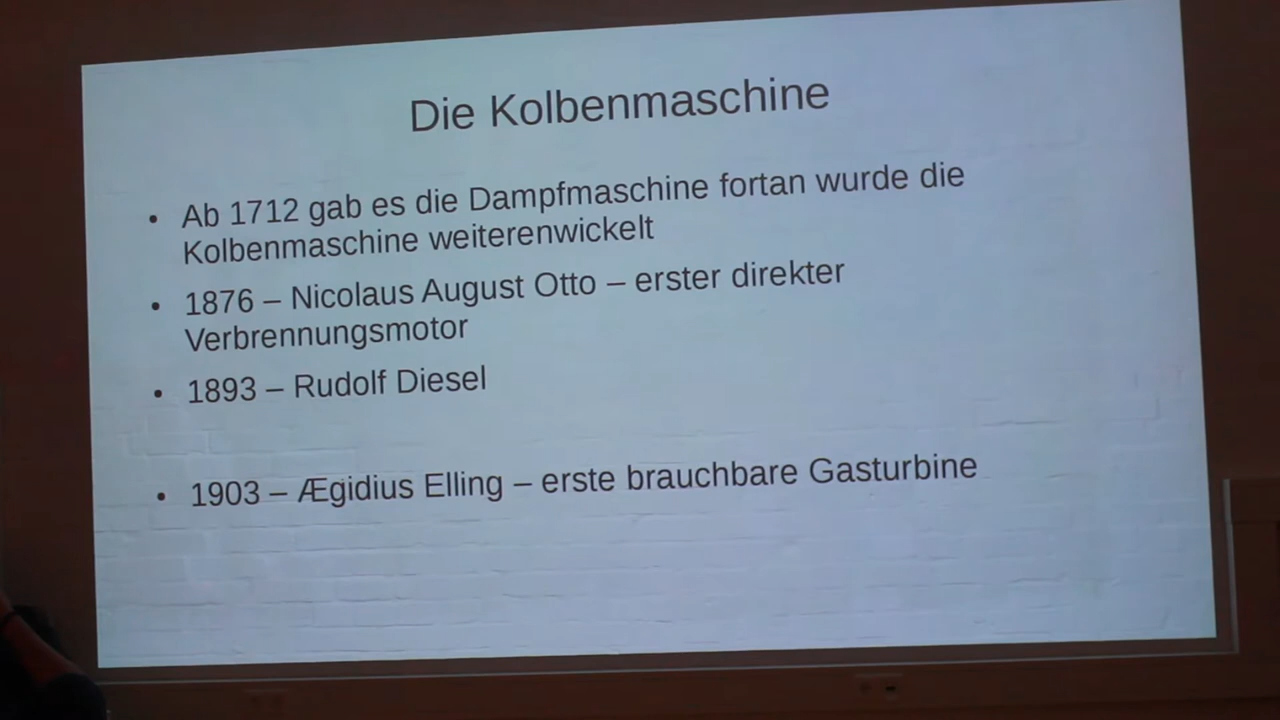 Die Kolbenmaschine
• Ab 1712 gab es die Dampfmaschine fortan wurde die
Kolbenmaschine weiterenwickelt
• 1876 – Nicolaus August Otto – erster direkter
Verbrennungsmotor
• 1893 – Rudolf Diesel
• 1903 – Ægidius Elling – erste brauchbare Gasturbine